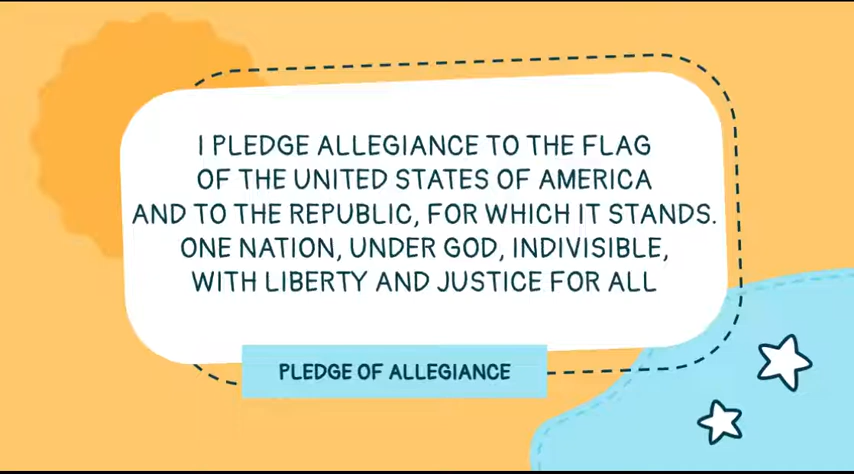 I PLEDGE ALLEGIANCE TO THE FLAG
OF THE UNITED STATES OF AMERICA
AND TO THE REPUBLIC, FOR WHICH IT STANDS.
ONE NATION, UNDER GOD, INDIVISIBLE,
WITH LIBERTY AND JUSTICE FOR ALL
PLEDGE OF ALLEGIANCE